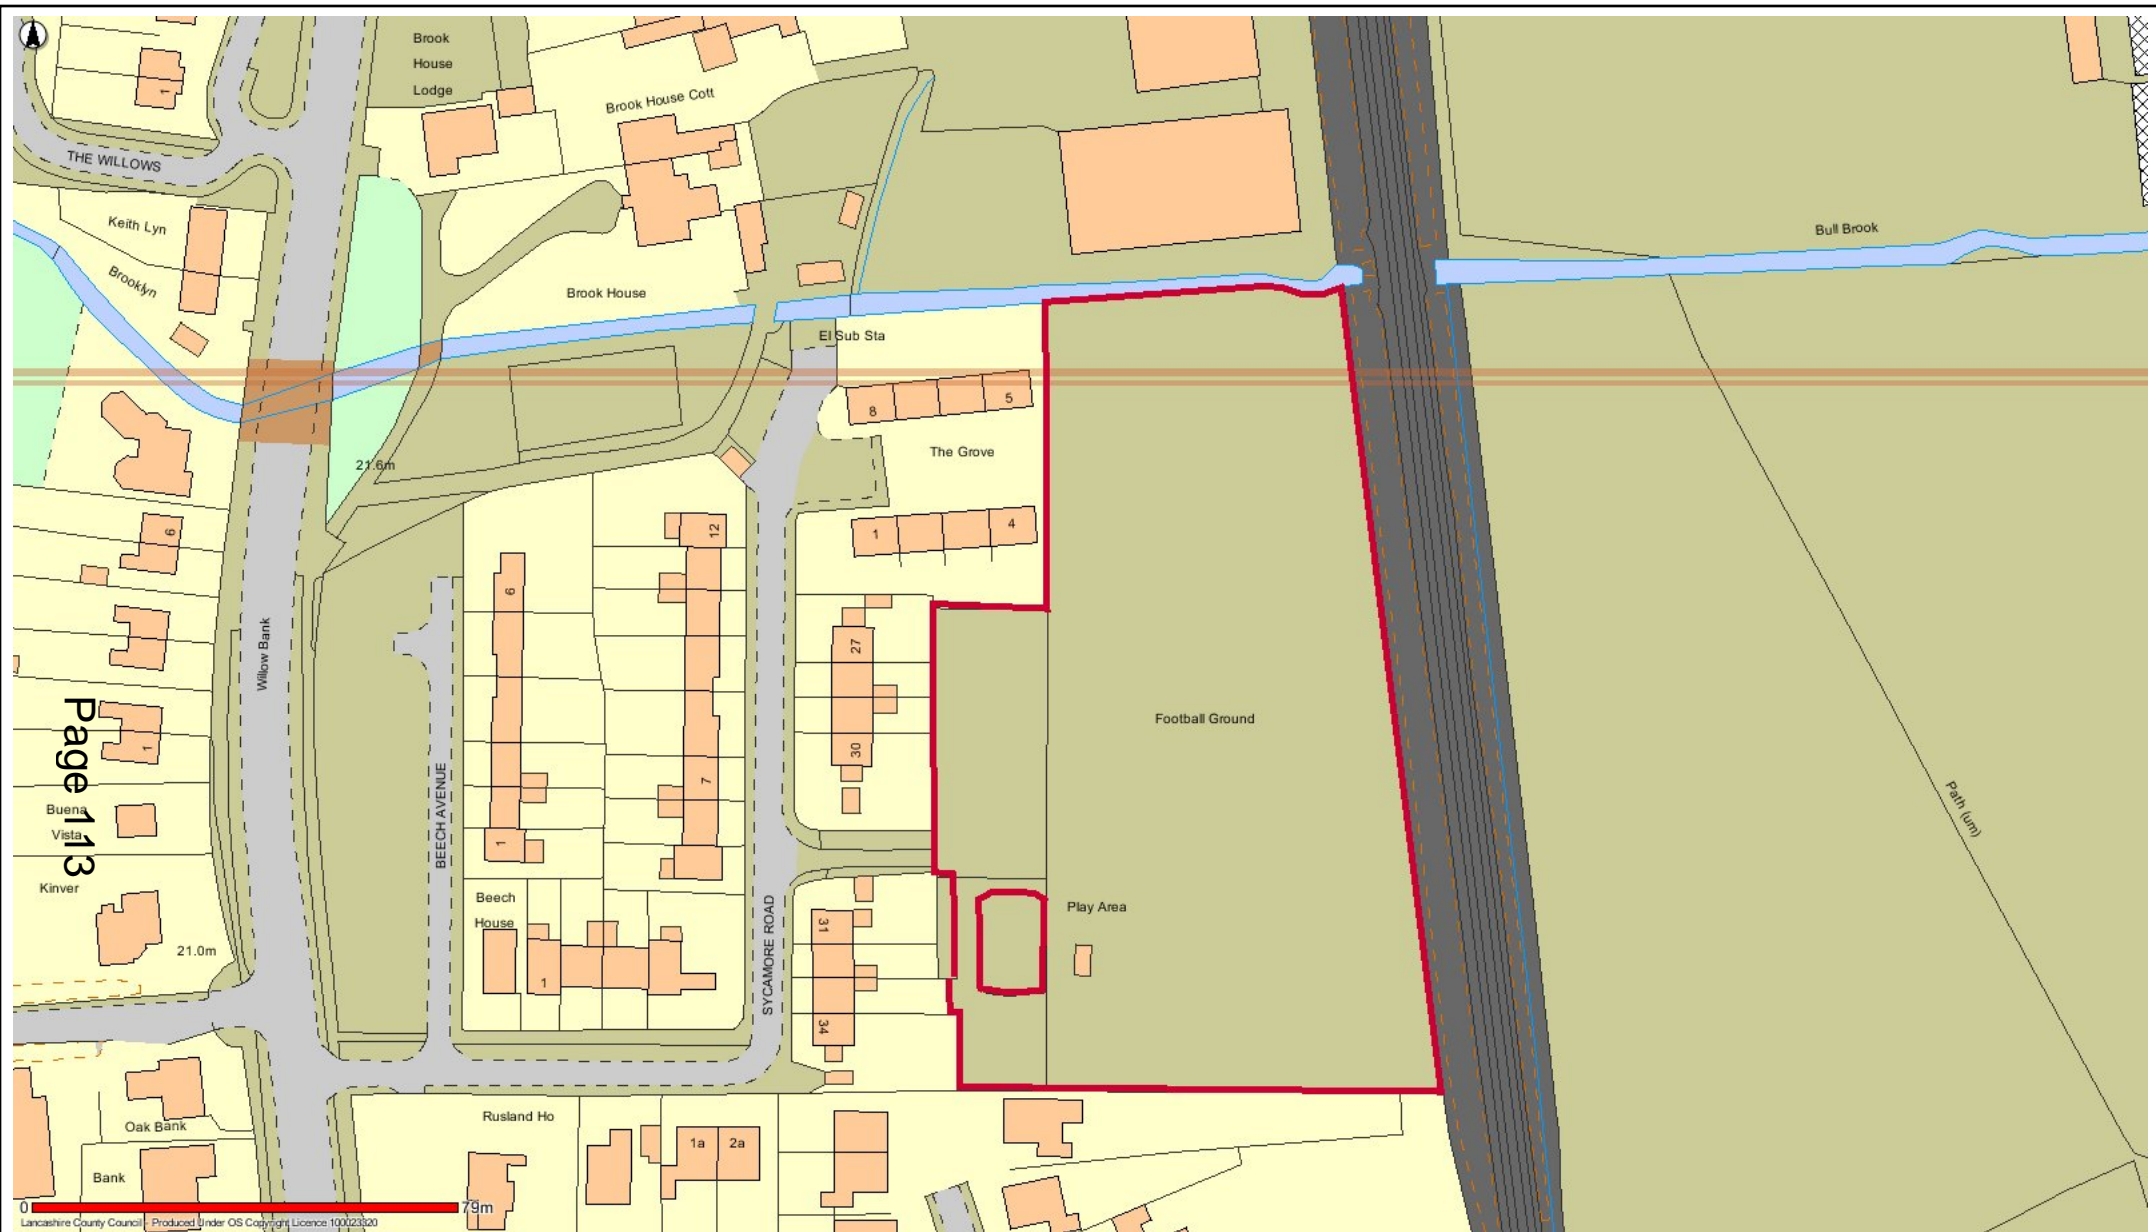 Brook
House
Lodge
Brook House Cott
1
THE WILLOWS
Keith Lyn
Brooklyn
Brook House
Bull Brook
El Sub Sta
8
5
The Grove
21.6m
1
4
6
12
6
27
Willow Bank
Football Ground
30
1
7
Page 113
Buena
Vista
BEECH AVENUE
Path (um)
1
Kinver
Beech
House
SYCAMORE ROAD
31
Play Area
21.0m
1
34
Oak Bank
Rusland Ho
1a
2a
Bank
0
79m
Lancashire County Council - Produced Under OS Copyright Licence 100023320